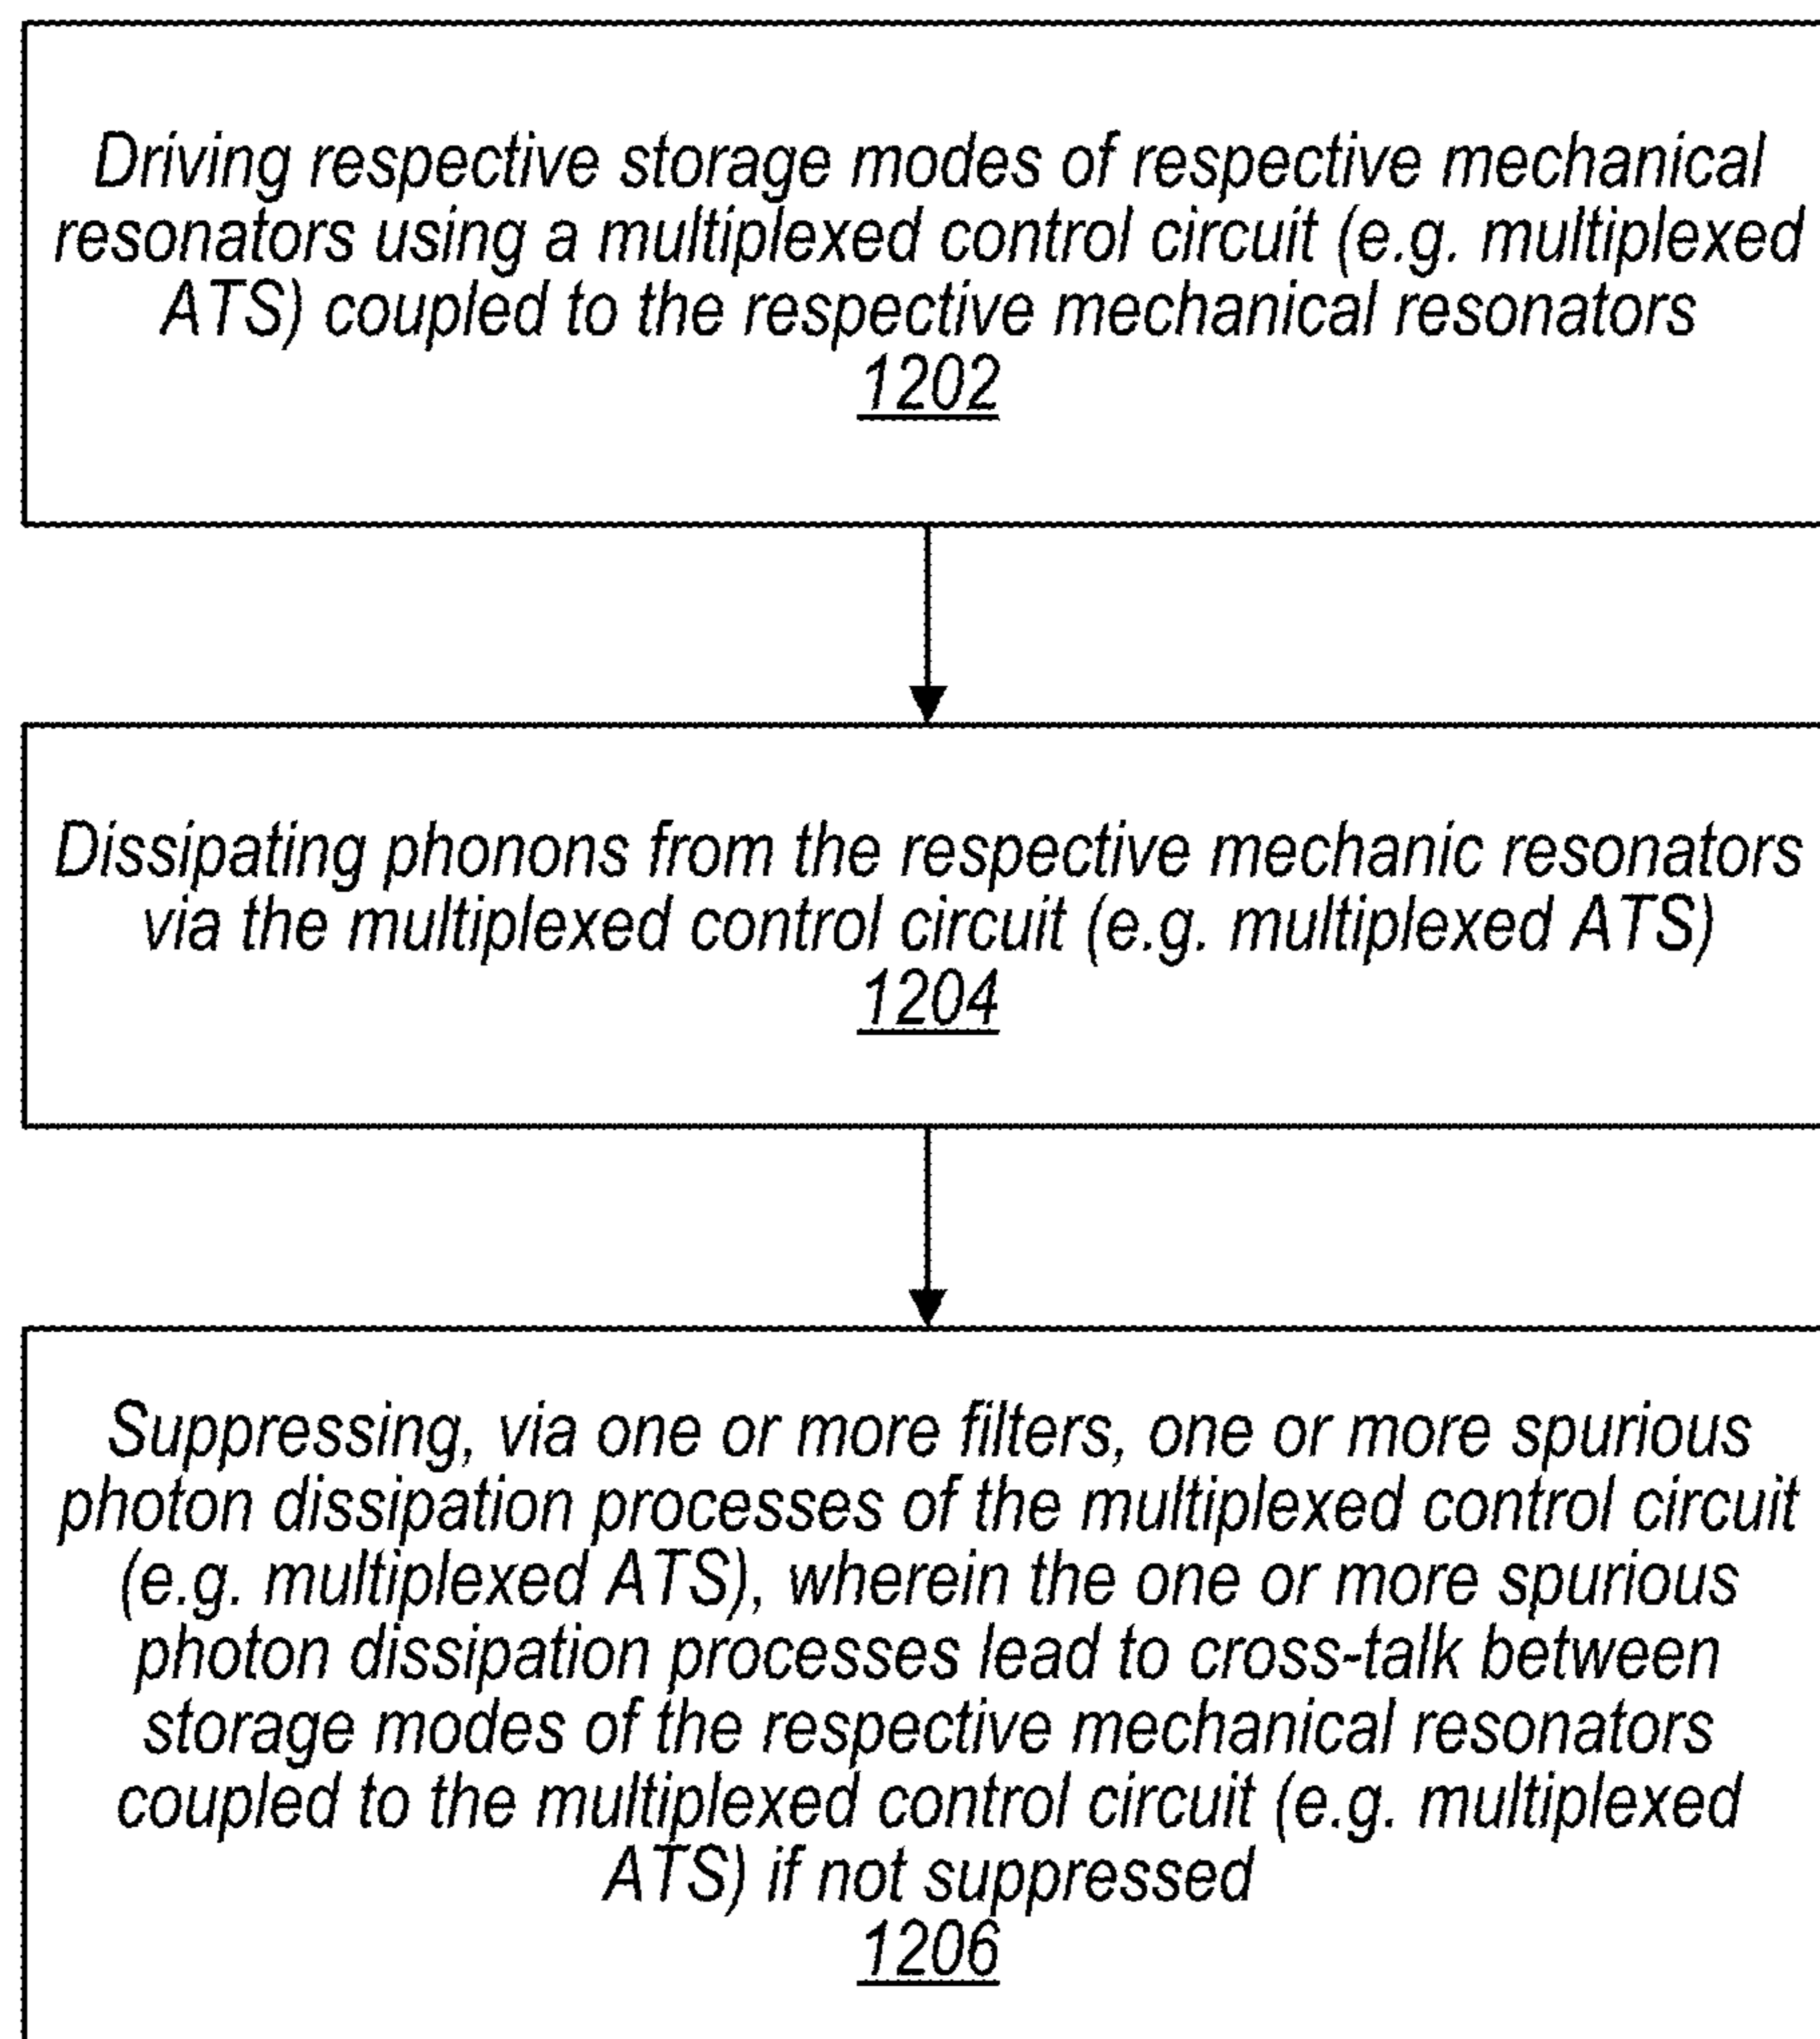 Driving respective storage modes of respective mechanical
resonators using a multiplexed control circuit (e.g. multiplexed
ATS) coupled to the respective mechanical resonators
1202
Dissipating phonons from the respective mechanic resonators
via the multiplexed control circuit (e.g. multiplexed ATS)
1204
Suppressing, via one or more filters, one or more spurious
photon dissipation processes of the multiplexed control circuit
(e.g. multiplexed ATS), wherein the one or more spurious
photon dissipation processes lead to cross-talk between
storage modes of the respective mechanical resonators
coupled to the multiplexed control circuit (e.g. multiplexed
ATS) if not suppressed
1206